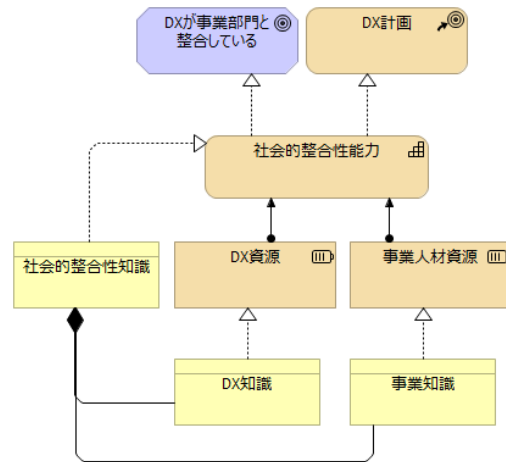 DXが事業部門と
整合している
DX計画
社会的整合性能力
社会的整合性知識
DX資源
事業人材資源
DX知識
事業知識